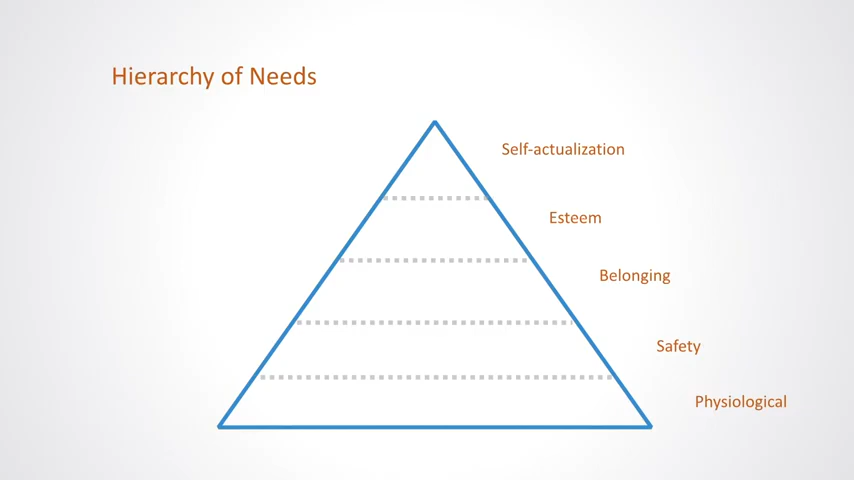 Hierarchy of Needs
Self-actualization
Esteem
Belonging
Safety
Physiological